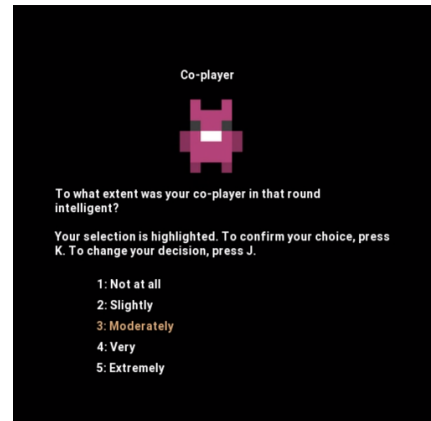 Co-player
To what extent was your co-player in that round
intelligent?
Your selection is highlighted. To confirm your choice, press
K. To change your decision, press J.
1: Not at all
2: Slightly
3: Moderately
4: Very
5: Extremely